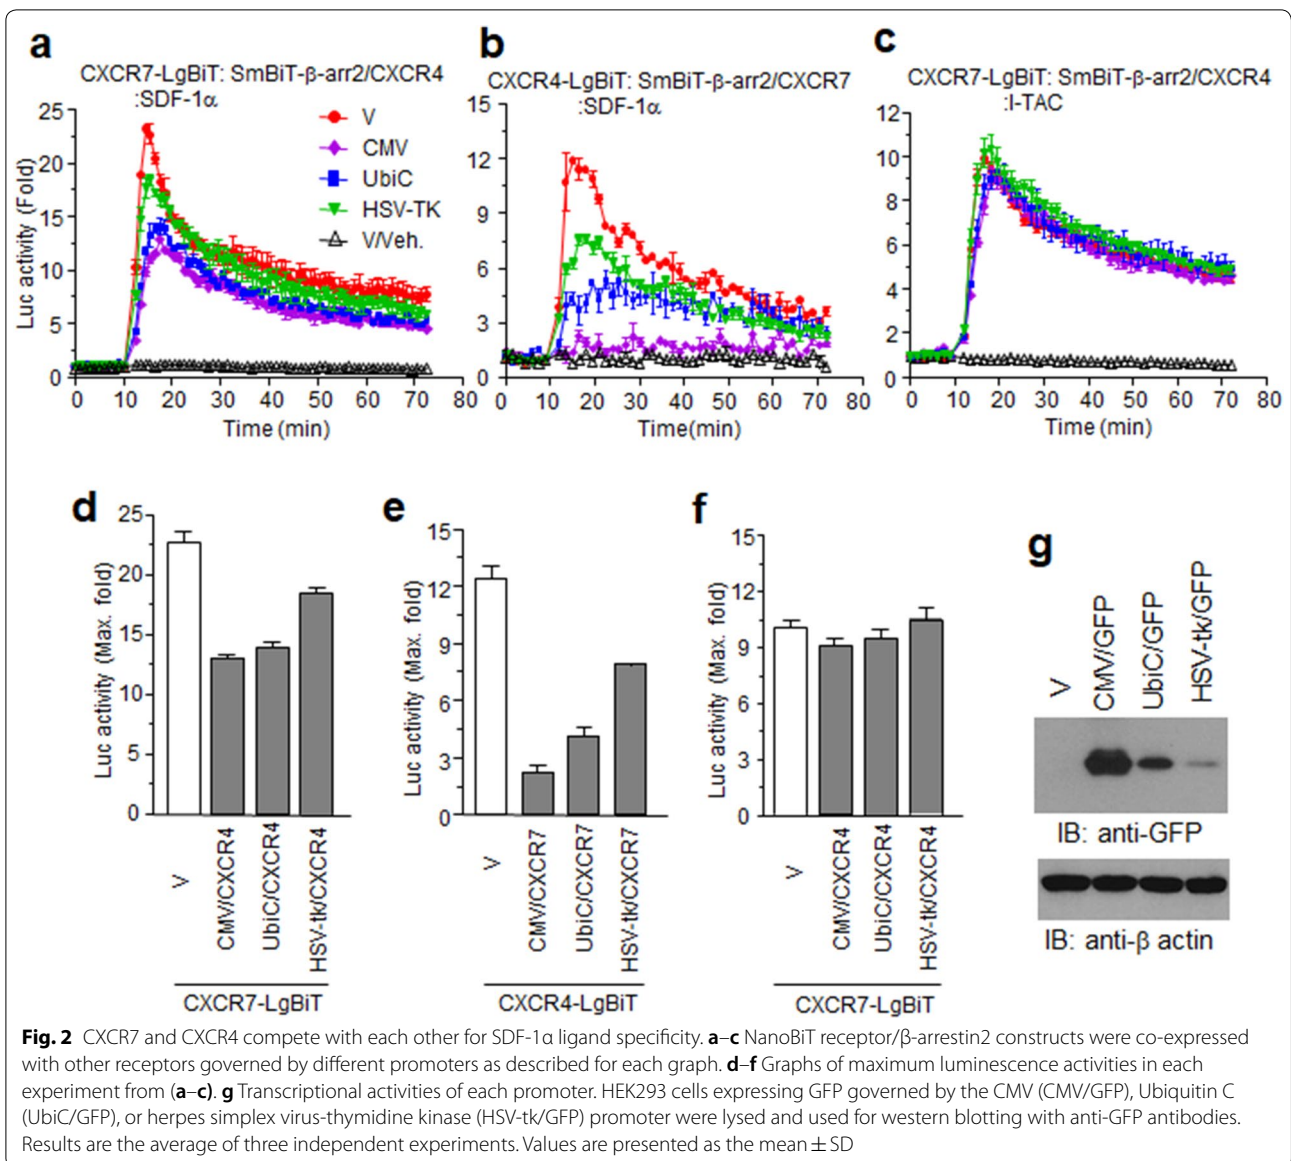 a
CXCR7-LgBiT: SmBiT-β-arr2/CXCR4
:SDF-1α
25
20
15
10
5
0
Luc activity (Fold)
V
CMV
UbiC
HSV-TK
V/Veh.
0 10 20 30 40 50 60 70 80
Time (min)
b
CXCR4-LgBiT: SmBiT-β-arr2/CXCR7
:SDF-1α
15
12
9
6
3
0
0 10 20 30 40 50 60 70 80
Time(min)
c
CXCR7-LgBiT: SmBiT-β-arr2/CXCR4
:I-TAC
12
10
8
6
4
2
0
0 10 20 30 40 50 60 70 80
Time (min)
d
25
20
15
10
5
0
Luc activity (Max. fold)
V
CMV/CXCR4
UbiC/CXCR4
HSV-tk/CXCR4
CXCR7-LgBiT
e
15
12
9
6
3
0
Luc activity (Max. fold)
V
CMV/CXCR7
UbiC/CXCR7
HSV-tk/CXCR7
CXCR4-LgBiT
f
15
12
9
6
3
0
Luc activity (Max. fold)
V
CMV/CXCR4
UbiC/CXCR4
HSV-tk/CXCR4
CXCR7-LgBiT
g
V
CMV/GFP
UbiC/GFP
HSV-tk/GFP
IB: anti-GFP
IB: anti-β actin
Fig. 2 CXCR7 and CXCR4 compete with each other for SDF-1α ligand specificity. a–c NanoBiT receptor/β-arrestin2 constructs were co-expressed
with other receptors governed by different promoters as described for each graph. d–f Graphs of maximum luminescence activities in each
experiment from (a–c). g Transcriptional activities of each promoter. HEK293 cells expressing GFP governed by the CMV (CMV/GFP), Ubiquitin C
(UbiC/GFP), or herpes simplex virus-thymidine kinase (HSV-tk/GFP) promoter were lysed and used for western blotting with anti-GFP antibodies.
Results are the average of three independent experiments. Values are presented as the mean ± SD